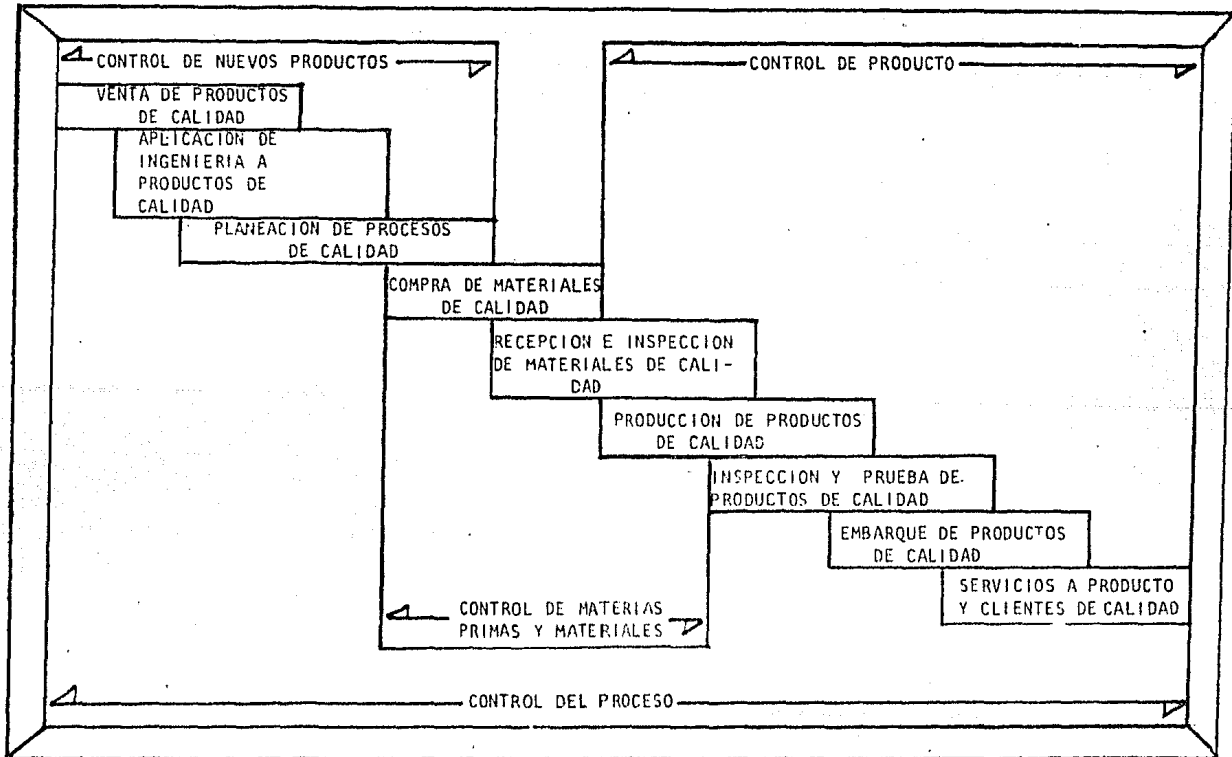 CONTROL DE NUEVOS PRODUCTOS
CONTROL DE PRODUCTO
VENTA DE PRODUCTOS
DE CALIDAD
APLICACION DE
INGENIERIA A
PRODUCTOS DE
CALIDAD
PLANEACION DE PROCESOS
DE CALIDAD
COMPRA DE MATERIALES
DE CALIDAD
RECEPCION E INSPECCION
DE MATERIALES DE CALI-
DAD
PRODUCCION DE PRODUCTOS
DE CALIDAD
INSPECCION Y PRUEBA DE
PRODUCTOS DE CALIDAD
EMBARQUE DE PRODUCTOS
DE CALIDAD
SERVICIOS A PRODUCTO
Y CLIENTES DE CALIDAD
CONTROL DE MATERIAS
PRIMAS Y MATERIALES
CONTROL DEL PROCESO